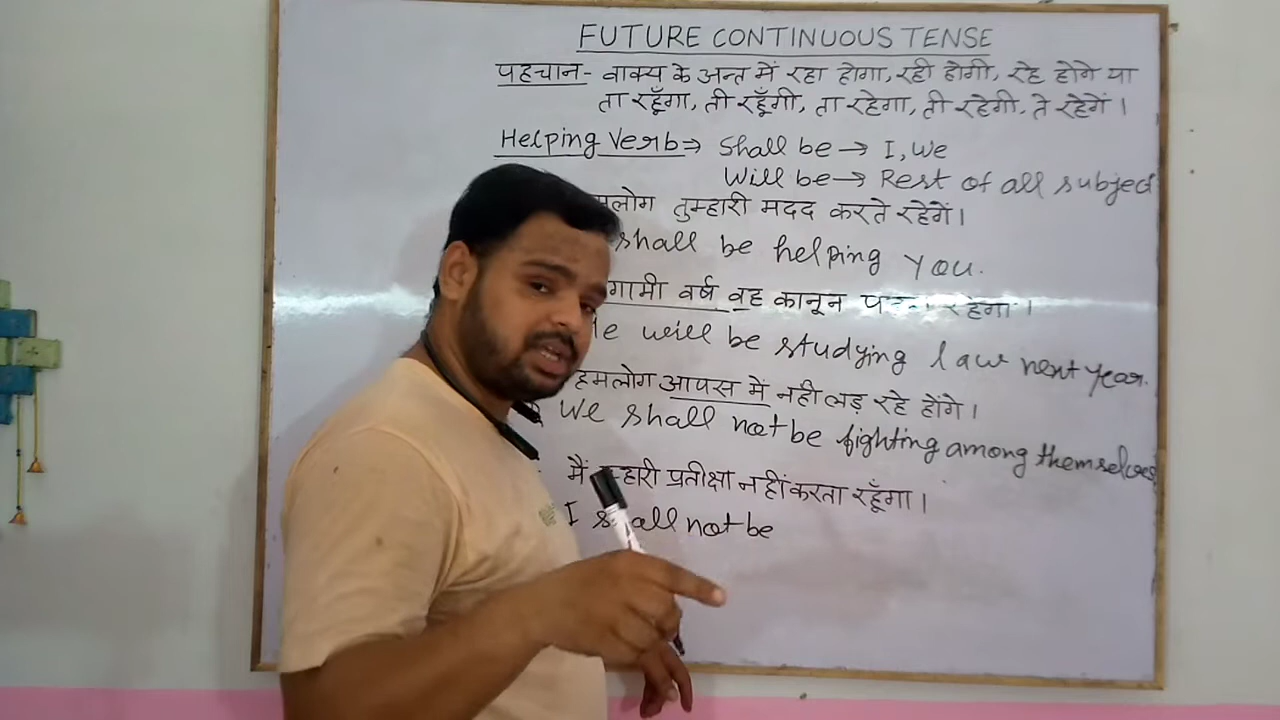 FUTURE CONTINUOUS TENSE
पहचान- वाक्य के अन्त में रहा होगा, रही होगी, रहे होंगे या
ता रहूँगा, ती रहूँगी, ता रहेगा, ती रहेगी, ते रहेगें।
Helping Verb⇒ Shall be → I, We
Will be → Rest of all subject
तुम्हारी मदद करते रहेगें।
shall be helping you.
वर्ष वह कानून रहेगा।
will be studying law next year.
हमलोग आपस में नही लड़ रहे होंगे।
We shall not be fighting among themselves
मैं प्रतीक्षा नहीं करता रहूँगा।
I shall not be